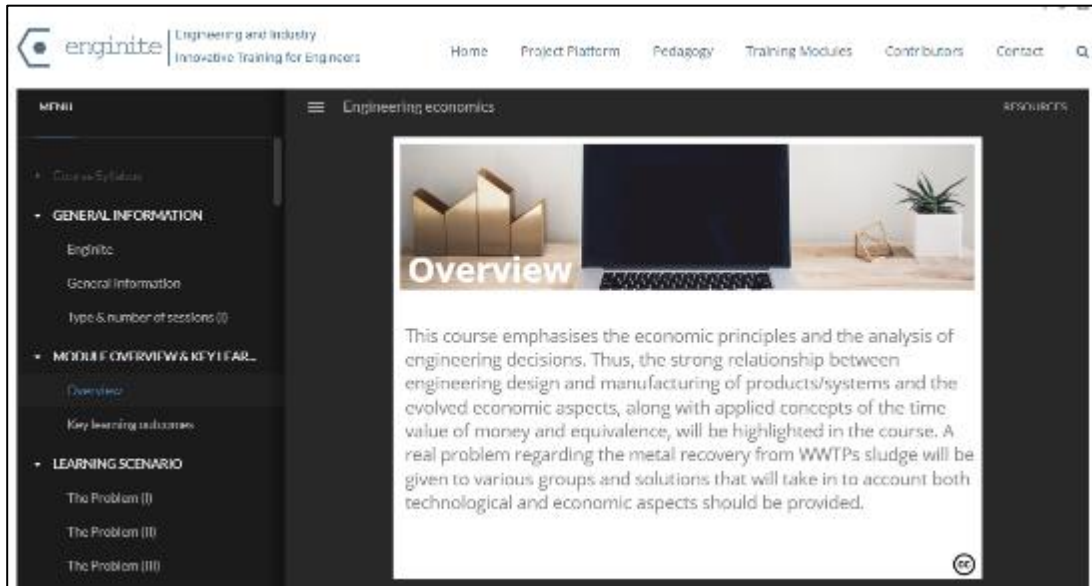 enginite
Engineering and Industry
Innovative Training for Engineers
Home
Project Platform
Pedagogy
Training Modules
Contributors
Contact
MENU
Engineering economics
RESOURCES
Course Syllabus
GENERAL INFORMATION
Enginite
General Information
Type & number of sessions (I)
MODULE OVERVIEW & KEY LEAR...
Overview
Key learning outcomes
LEARNING SCENARIO
The Problem (I)
The Problem (II)
The Problem (III)
Overview
This course emphasises the economic principles and the analysis of
engineering decisions. Thus, the strong relationship between
engineering design and manufacturing of products/systems and the
evolved economic aspects, along with applied concepts of the time
value of money and equivalence, will be highlighted in the course. A
real problem regarding the metal recovery from WWTPs sludge will be
given to various groups and solutions that will take in to account both
technological and economic aspects should be provided.
cc